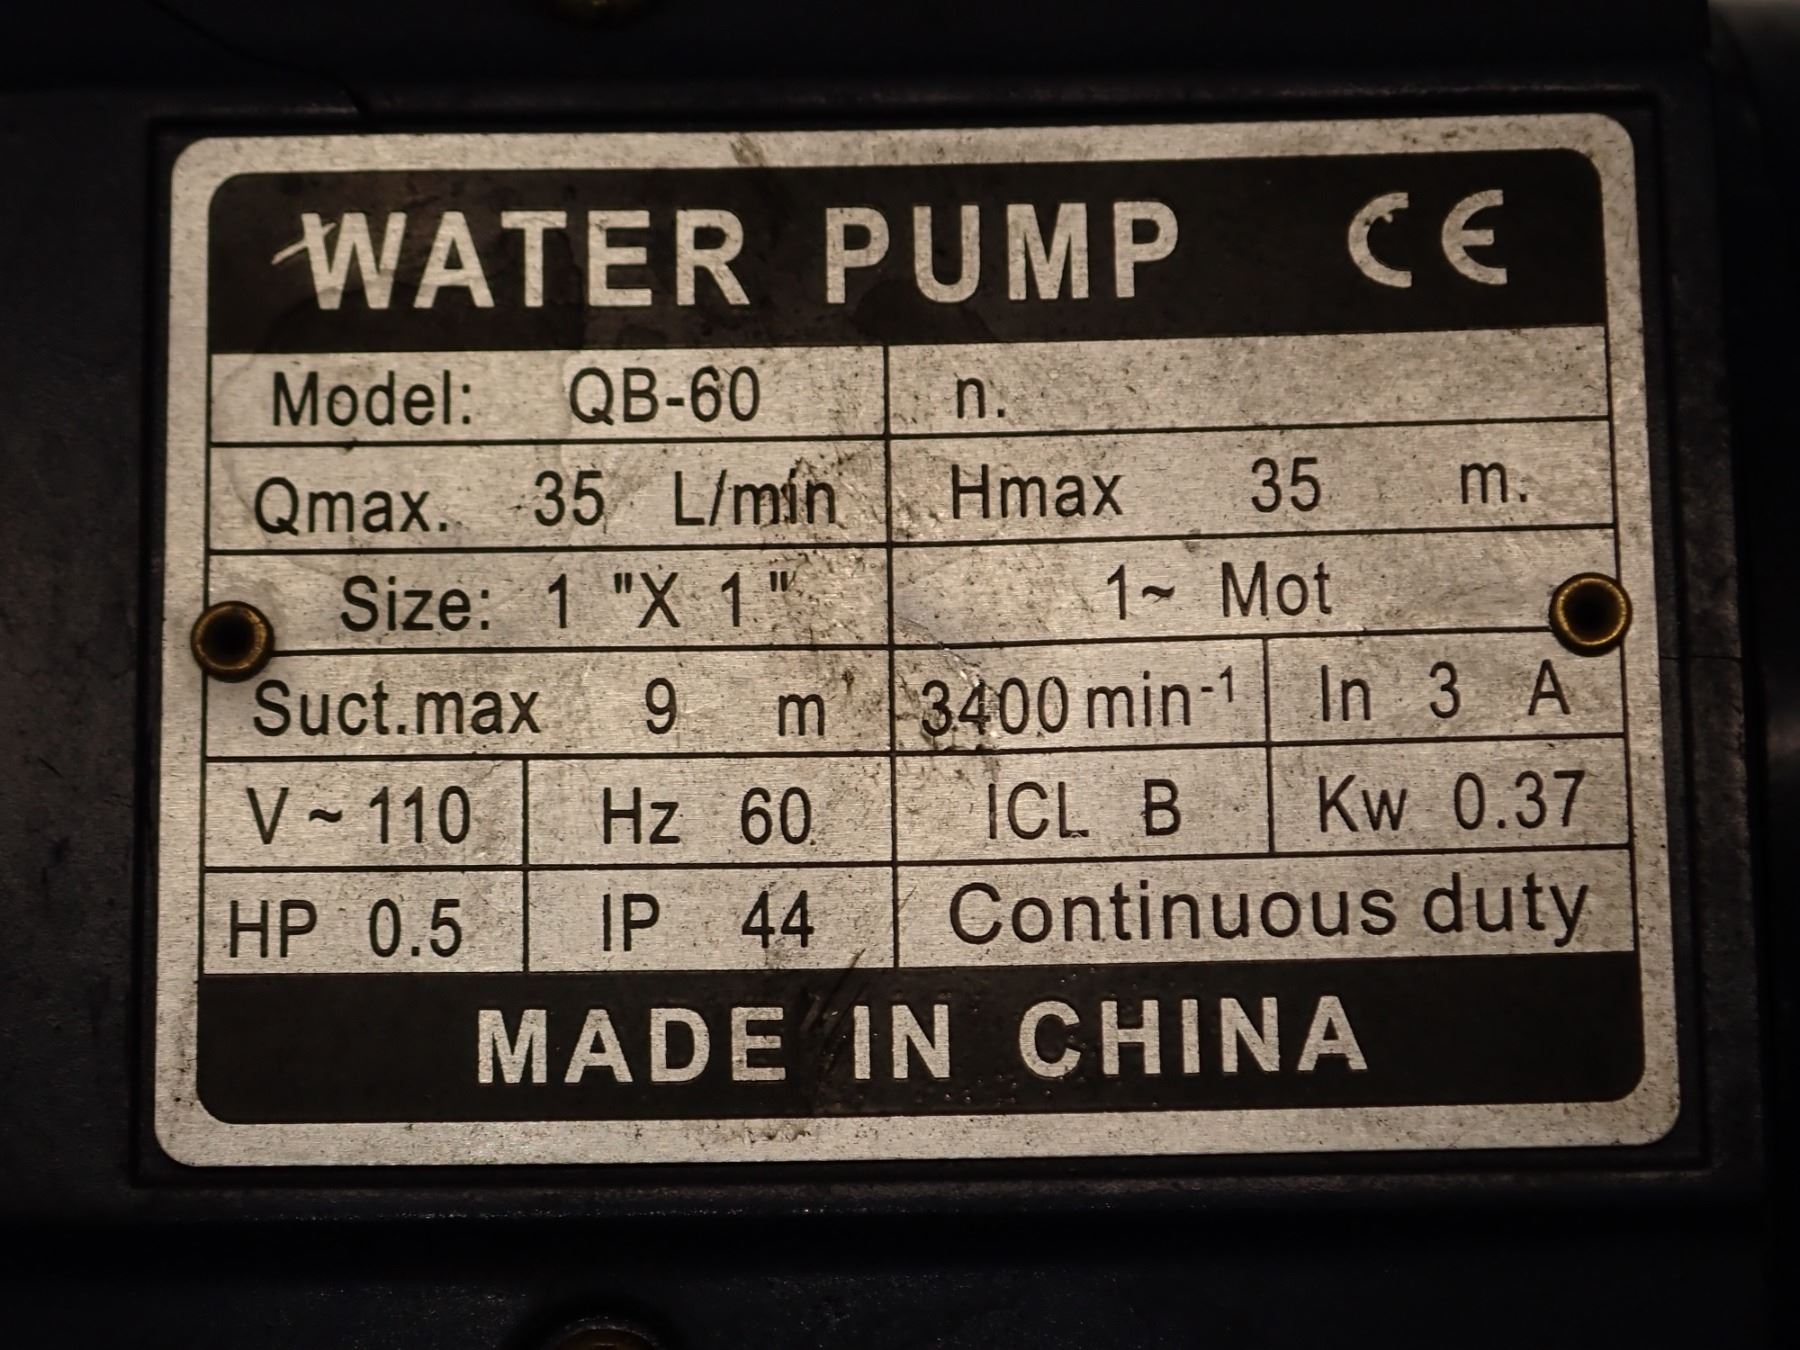 WATER PUMP CE
Model: QB-60 n.
Qmax. 35 L/min Hmax 35 m.
Size: 1 "X 1 " 1~ Mot
Suct.max 9 m 3400min-1 In 3 A
V~110 Hz 60 ICL B Kw 0.37
HP 0.5 IP 44 Continuous duty
MADE IN CHINA